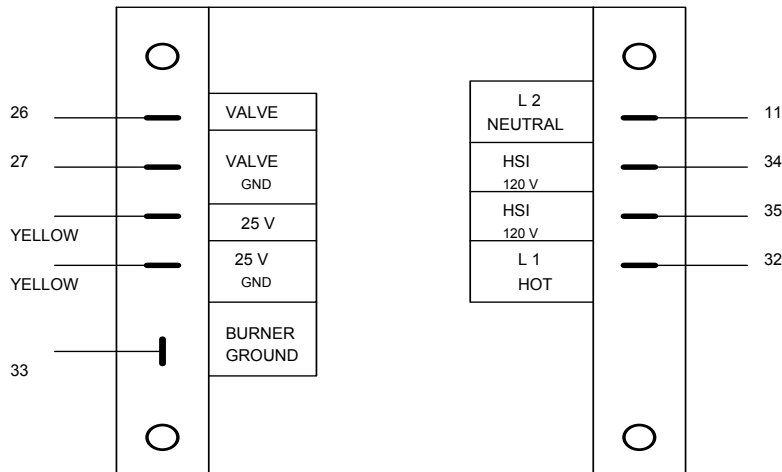 26
VALVE
27
VALVE
GND
25 V
YELLOW
25 V
GND
YELLOW
BURNER
GROUND
33
L 2
NEUTRAL
11
HSI
120 V
34
HSI
120 V
35
L 1
HOT
32